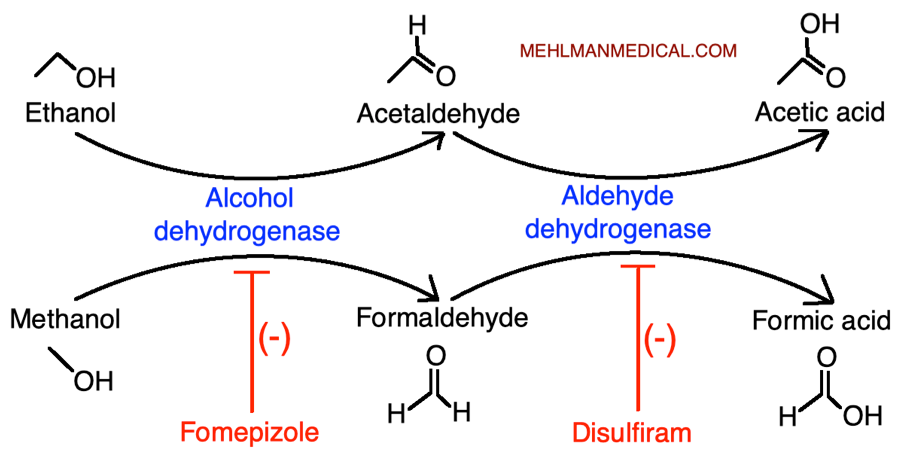 H
OH
MEHLMANMEDICAL.COM
OH
O
O
Ethanol
Acetaldehyde
Acetic acid
Alcohol
dehydrogenase
Aldehyde
dehydrogenase
Methanol
Formaldehyde
Formic acid
OH
(-)
O
H
H
(-)
O
H
OH
Fomepizole
Disulfiram